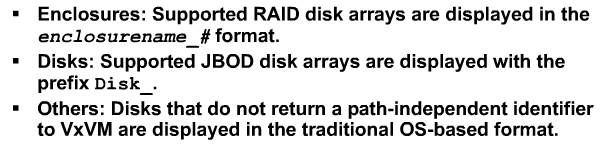 ▪ Enclosures: Supported RAID disk arrays are displayed in the
enclosurename_# format.
▪ Disks: Supported JBOD disk arrays are displayed with the
prefix Disk_.
▪ Others: Disks that do not return a path-independent identifier
to VxVM are displayed in the traditional OS-based format.